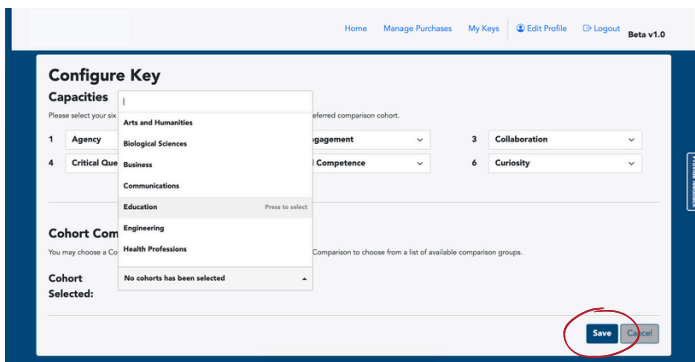 Home Manage Purchases My Keys Edit Profile Logout Beta v1.0
Configure Key
Capacities
Please select your six eferred comparison cohort.
1 Agency gagement 3 Collaboration
4 Critical Que Competence 6 Curiosity
Arts and Humanities
Biological Sciences
Business
Communications
Education Press to select
Engineering
Health Professions
Cohort Com
You may choose a Co Comparison to choose from a list of available comparison groups.
Cohort
Selected:
No cohorts has been selected
Save Cancel